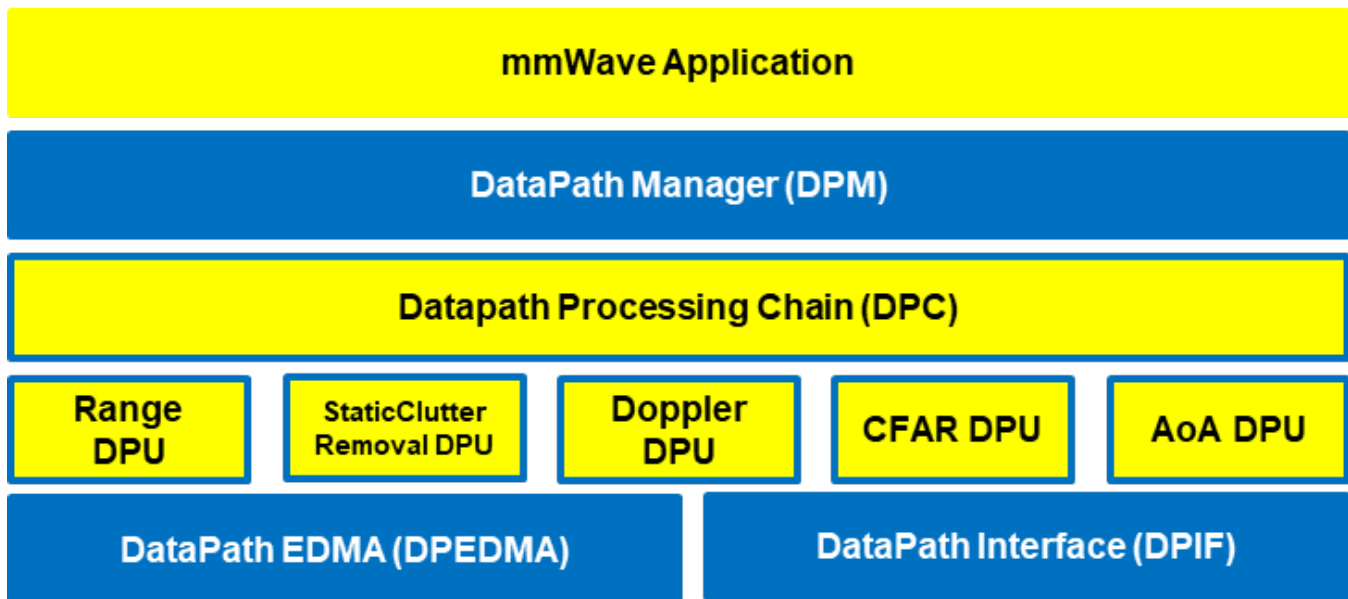 mmWave Application
DataPath Manager (DPM)
Datapath Processing Chain (DPC)
Range
DPU
StaticClutter
Removal DPU
Doppler
DPU
CFAR DPU
AoA DPU
DataPath EDMA (DPEDMA)
DataPath Interface (DPIF)